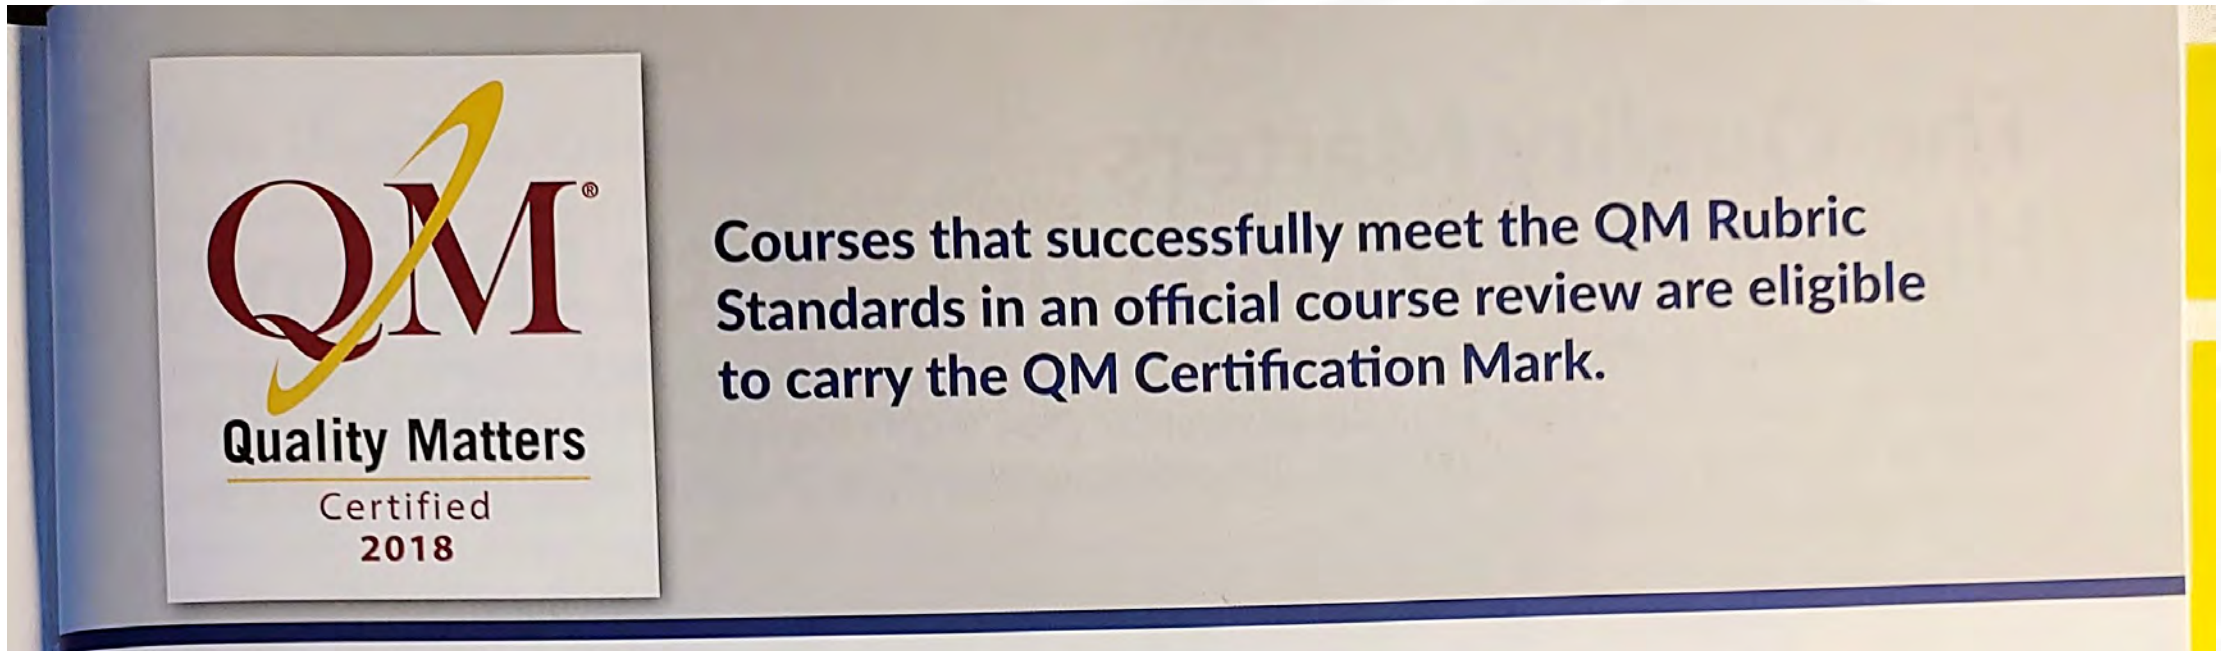 QM®
Quality Matters
Certified
2018
Courses that successfully meet the QM Rubric
Standards in an official course review are eligible
to carry the QM Certification Mark.